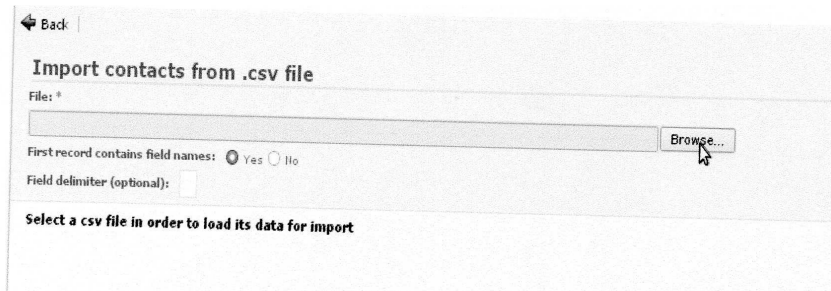 Back
Import contacts from .csv file
File: *
Browse...
First record contains field names: Yes No
Field delimiter (optional):
Select a csv file in order to load its data for import